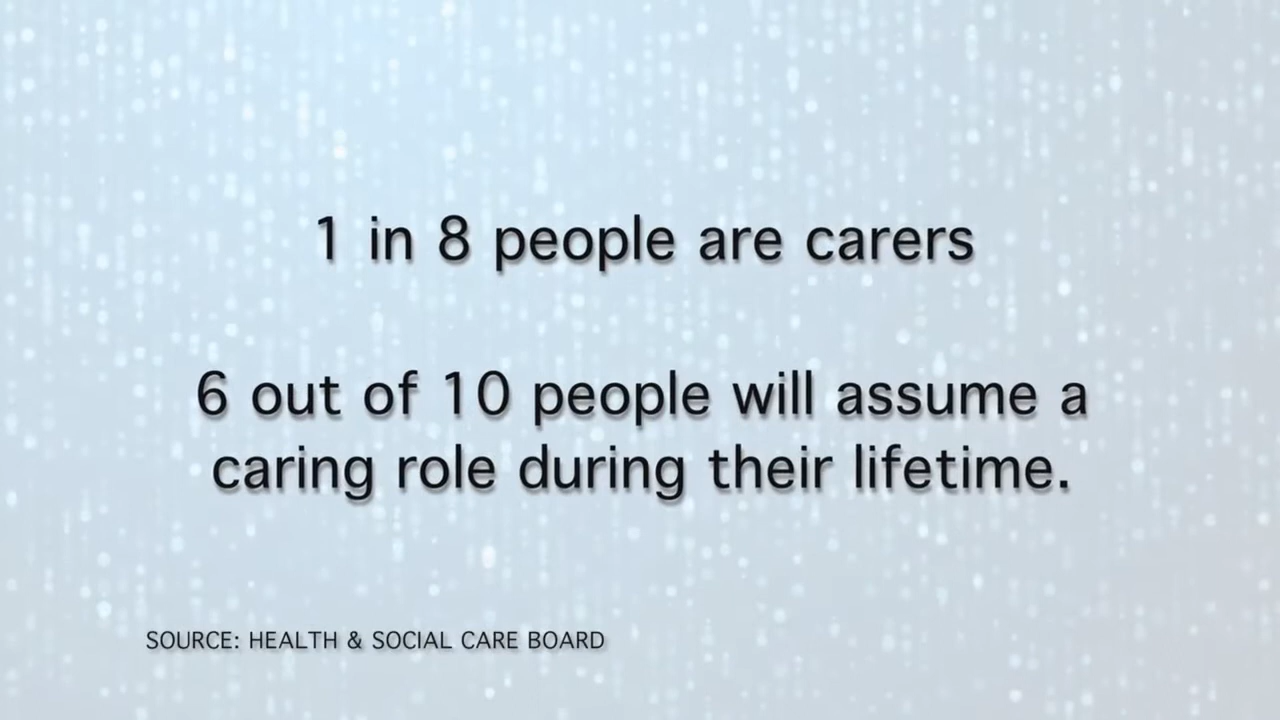 1 in 8 people are carers
6 out of 10 people will assume a
caring role during their lifetime.
SOURCE: HEALTH & SOCIAL CARE BOARD